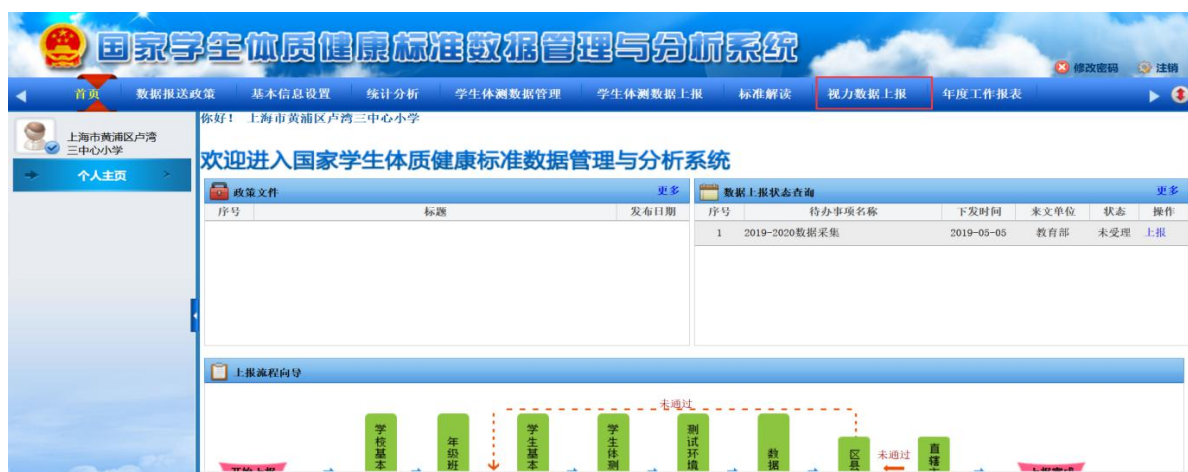 国家学生体质健康标准数据管理与分析系统
修改密码 注销
首页 数据报送政策 基本信息设置 统计分析 学生体测数据管理 学生体测数据上报 标准解读 视力数据上报 年度工作报表
上海市黄浦区卢湾
三中心小学
个人主页 >
你好！ 上海市黄浦区卢湾三中心小学
欢迎进入国家学生体质健康标准数据管理与分析系统
政策文件 更多
序号 标题 发布日期
数据上报状态查询 更多
序号 待办事项名称 下发时间 来文单位 状态 操作
1 2019-2020数据采集 2019-05-05 教育部 未受理 上报
上报流程向导
未通过
学校基本
年级班
学生基本
学生体测
测试环境
数据
区县
未通过
直辖